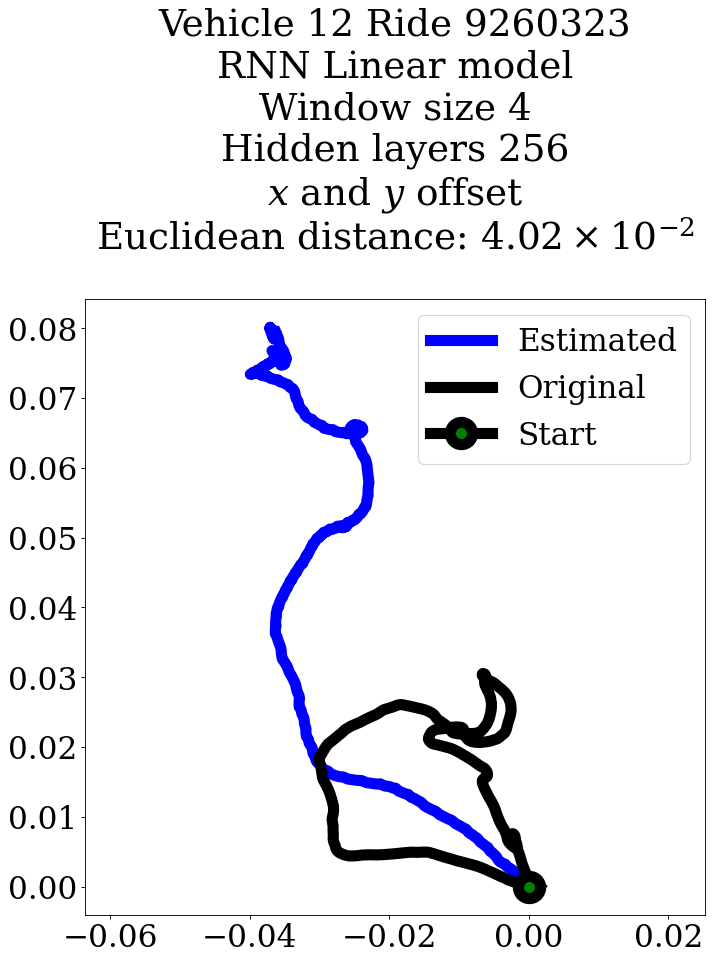 Vehicle 12 Ride 9260323
RNN Linear model
Window size 4
Hidden layers 256
x and y offset
Euclidean distance: 4.02 × 10⁻²
Estimated
Original
Start
0.08
0.07
0.06
0.05
0.04
0.03
0.02
0.01
0.00
−0.06 −0.04 −0.02 0.00 0.02